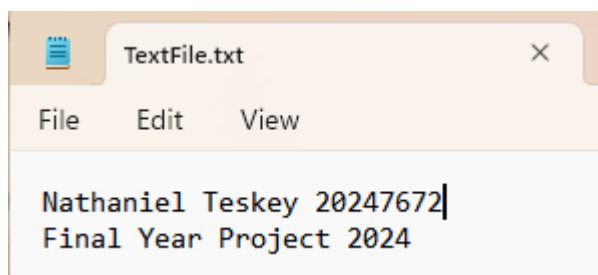 TextFile.txt
File Edit View
Nathaniel Teskey 20247672
Final Year Project 2024